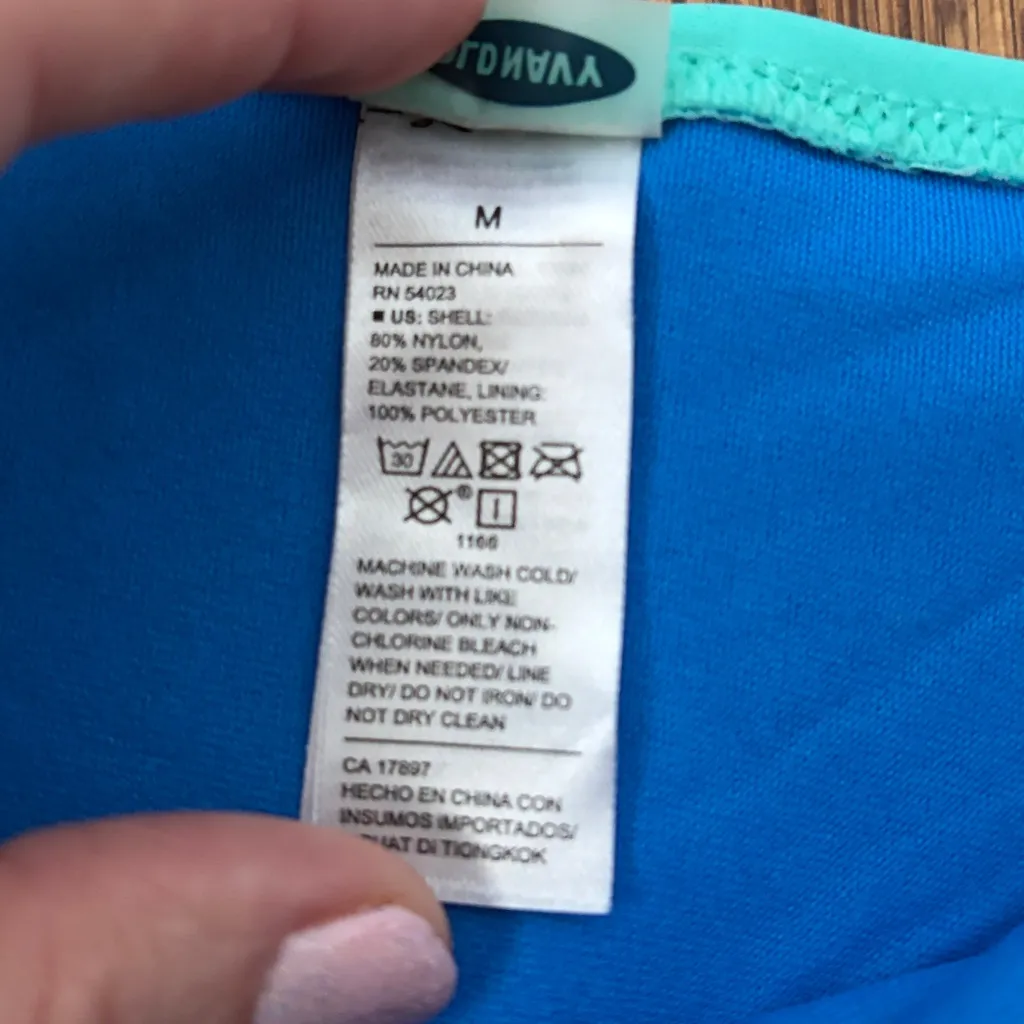 OLD NAVY
M
MADE IN CHINA
RN 54023
■ US: SHELL:
80% NYLON,
20% SPANDEX/
ELASTANE, LINING:
100% POLYESTER
30
®
1166
MACHINE WASH COLD/
WASH WITH LIKE
COLORS/ ONLY NON-
CHLORINE BLEACH
WHEN NEEDED/ LINE
DRY/ DO NOT IRON/ DO
NOT DRY CLEAN
CA 17897
HECHO EN CHINA CON
INSUMOS IMPORTADOS/
DI TIONGKOK